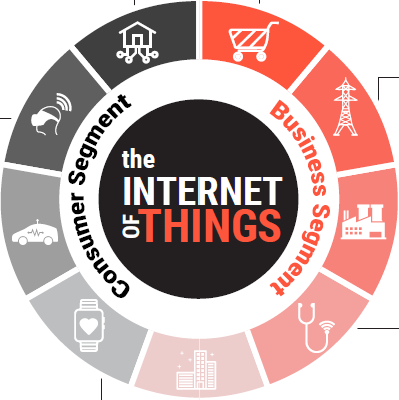 the
INTERNET
OF THINGS
Consumer Segment
Business Segment